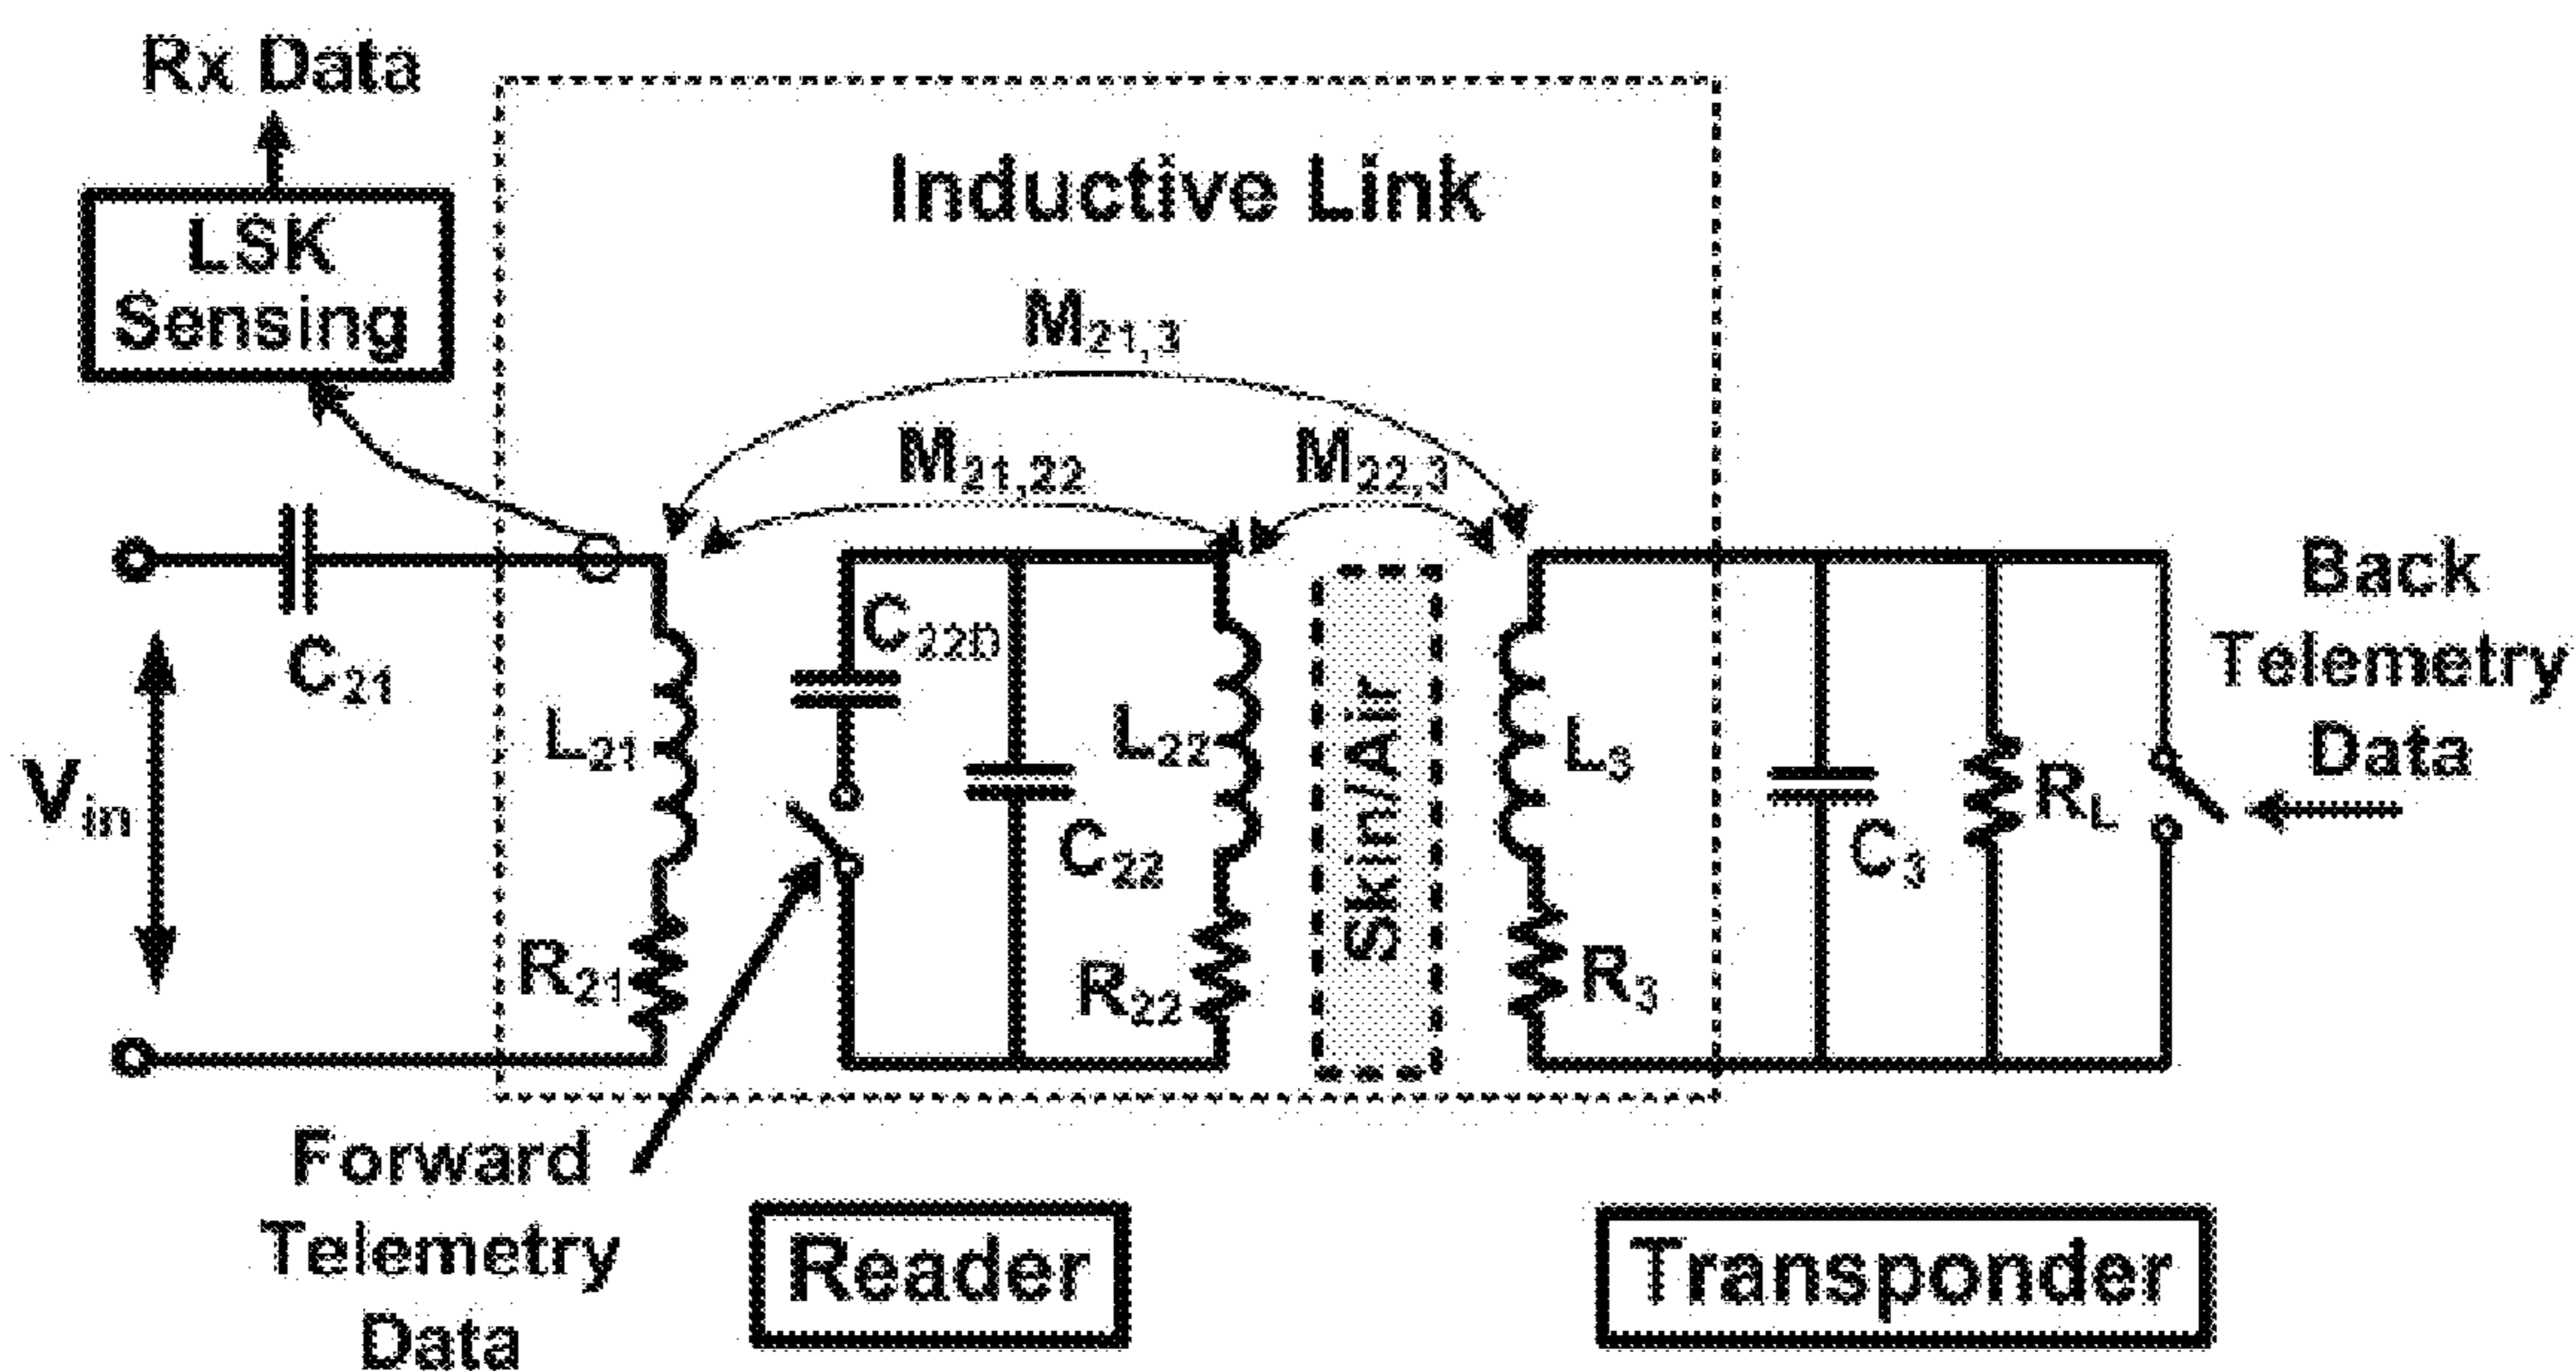 Rx Data
LSK
Sensing
Inductive Link
M21,3
M21,22
M22,3
C21
Vin
L21
R21
C22D
C22
L22
R22
Skin/Air
L3
R3
C3
RL
Back
Telemetry
Data
Forward
Telemetry
Data
Reader
Transponder